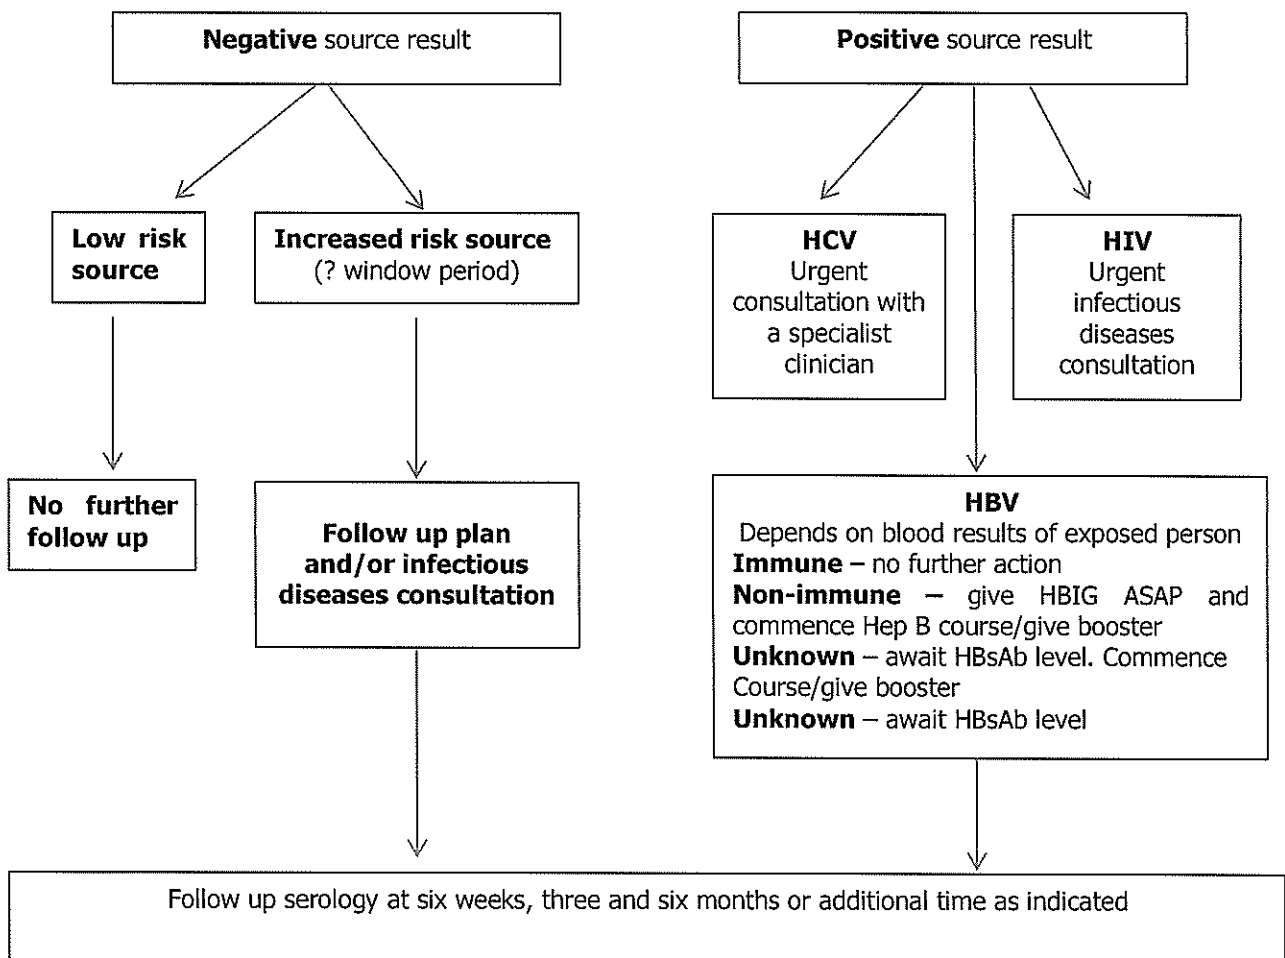 Negative source result
Positive source result
Low risk
source
Increased risk source
(? window period)
HCV
Urgent
consultation with
a specialist
clinician
HIV
Urgent
infectious
diseases
consultation
No further
follow up
Follow up plan
and/or infectious
diseases consultation
HBV
Depends on blood results of exposed person
Immune – no further action
Non-immune – give HBIG ASAP and
commence Hep B course/give booster
Unknown – await HBsAb level. Commence
Course/give booster
Unknown – await HBsAb level
Follow up serology at six weeks, three and six months or additional time as indicated